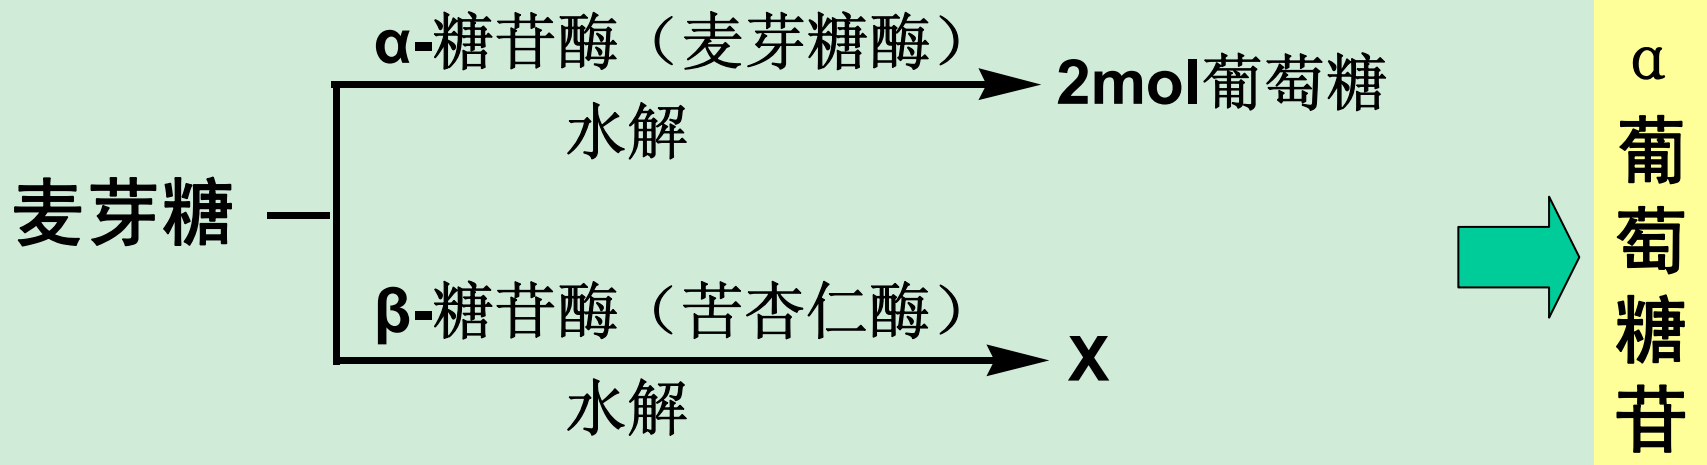 α-糖苷酶（麦芽糖酶）
2mol葡萄糖
水解
麦芽糖
β-糖苷酶（苦杏仁酶）
X
水解
α葡萄糖苷